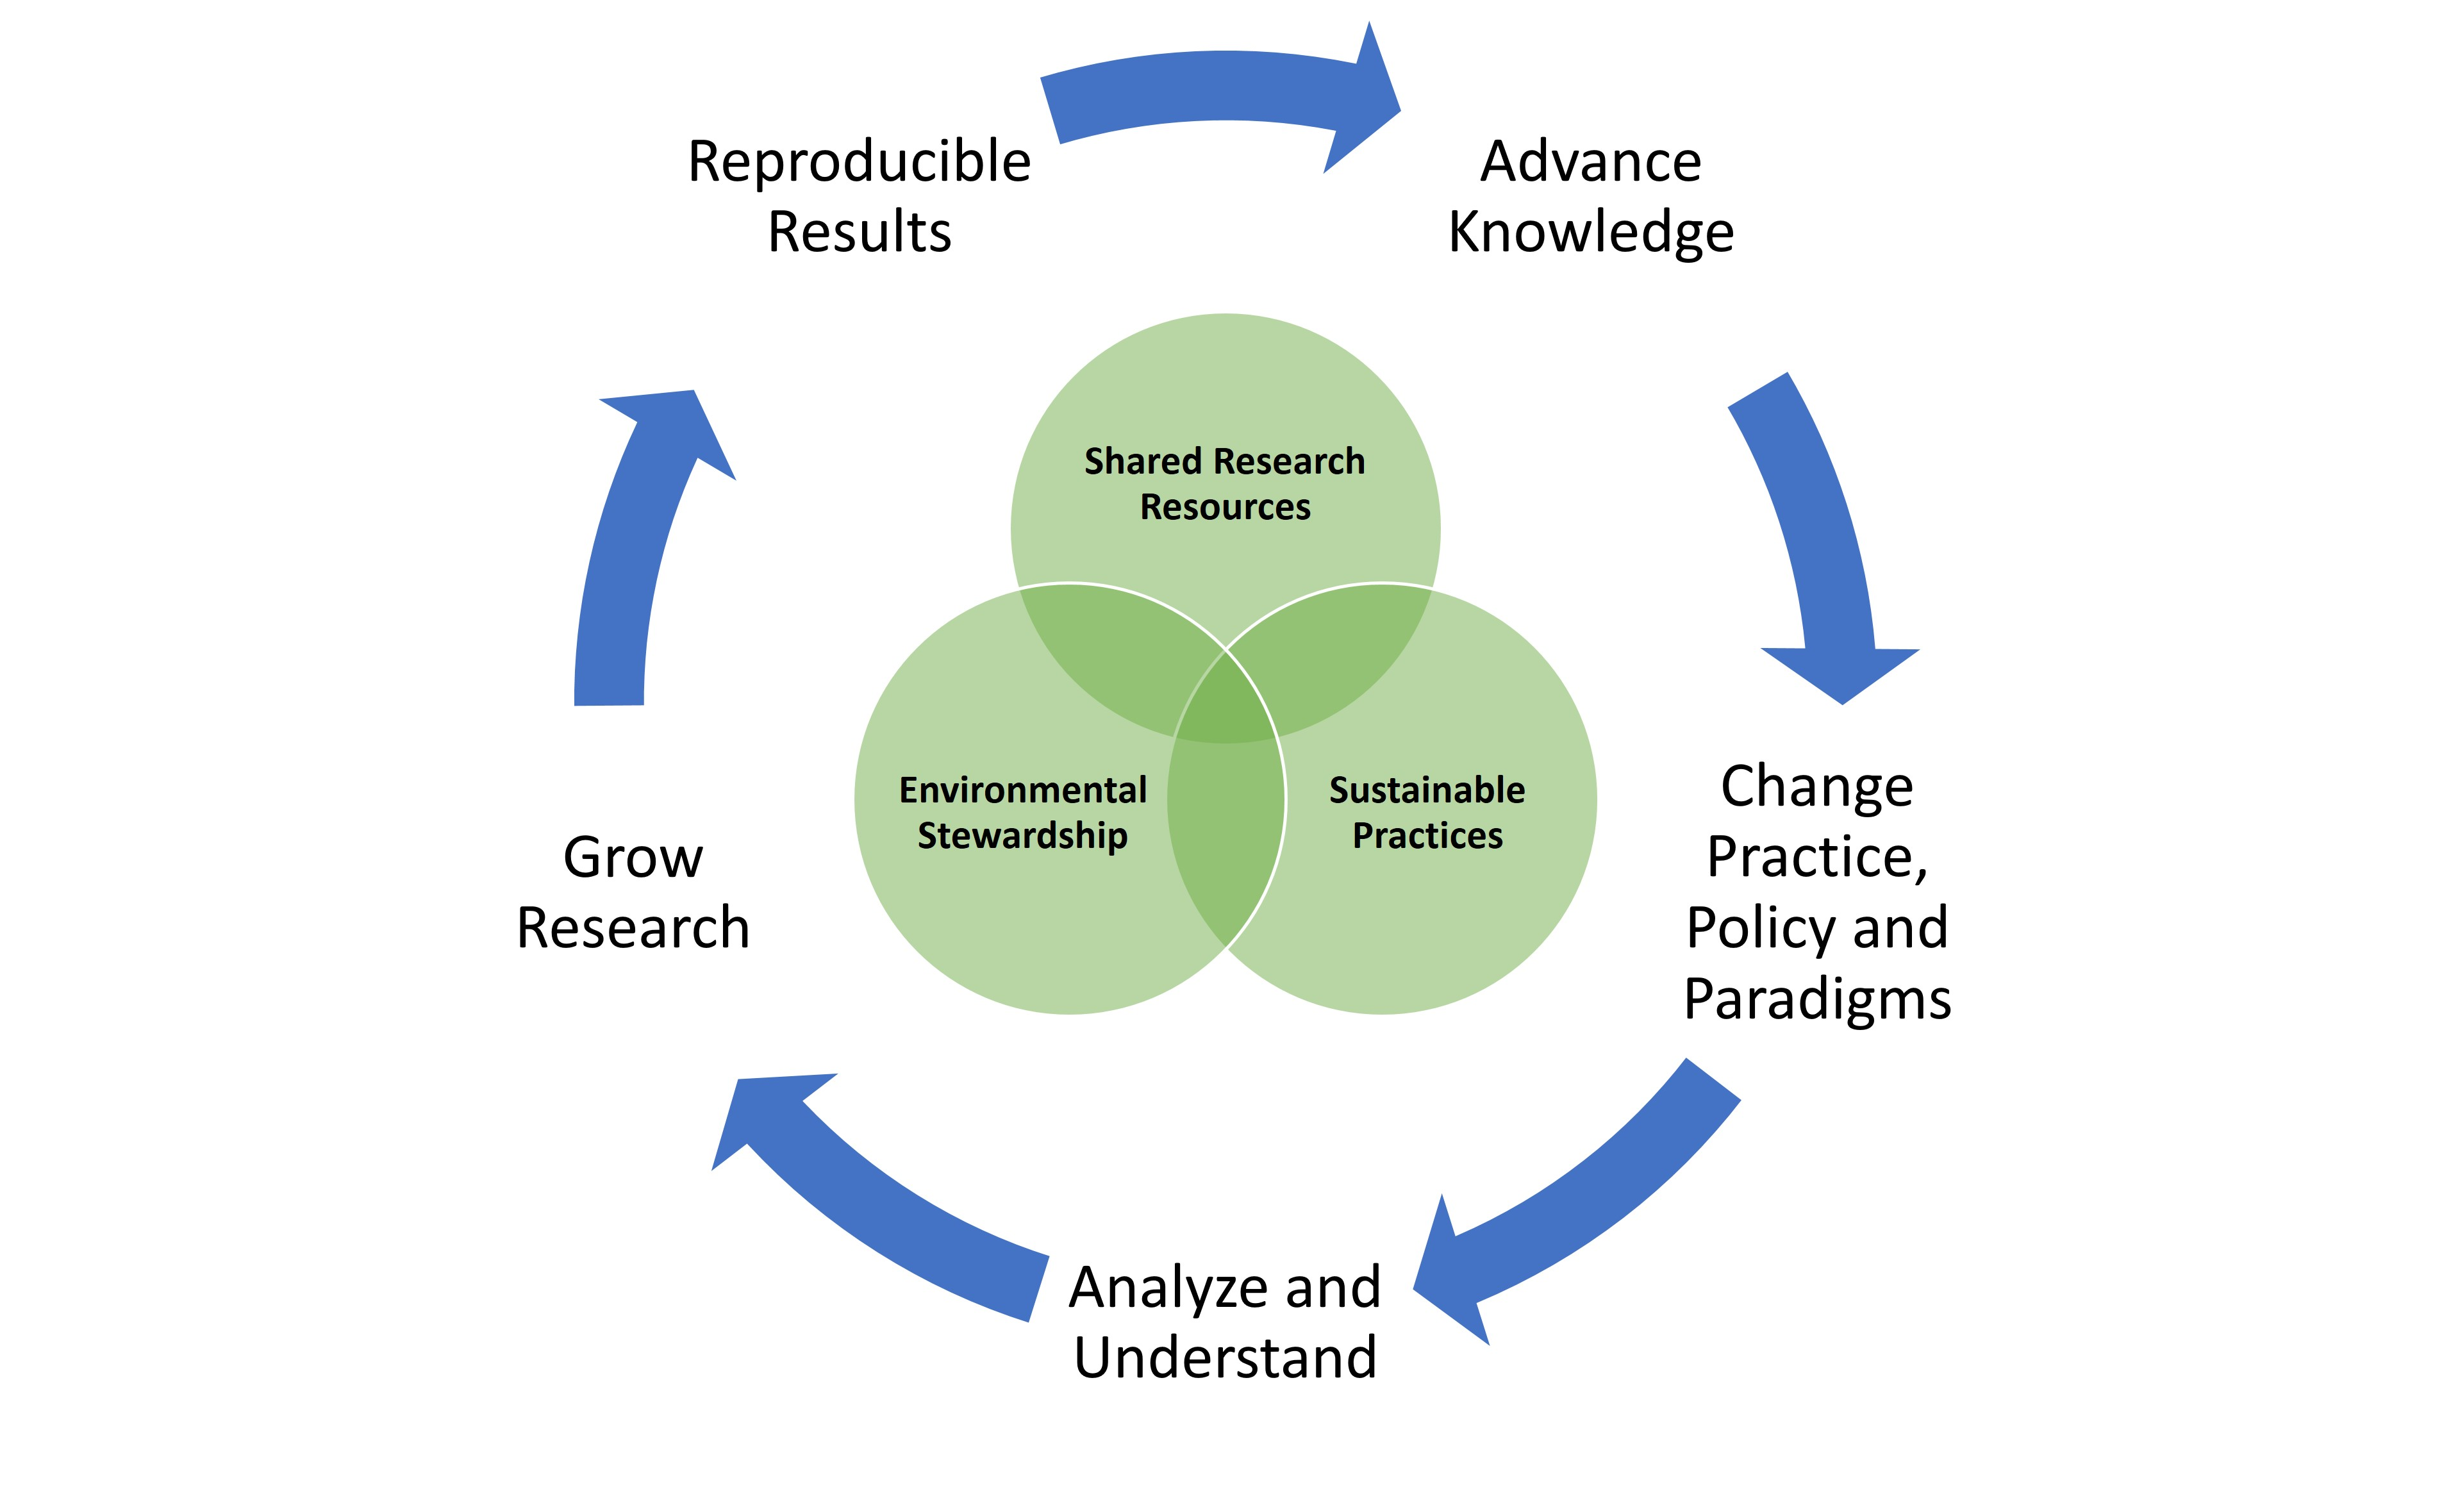 Reproducible
Results
Advance
Knowledge
Shared Research
Resources
Environmental
Stewardship
Sustainable
Practices
Change
Practice,
Policy and
Paradigms
Grow
Research
Analyze and
Understand